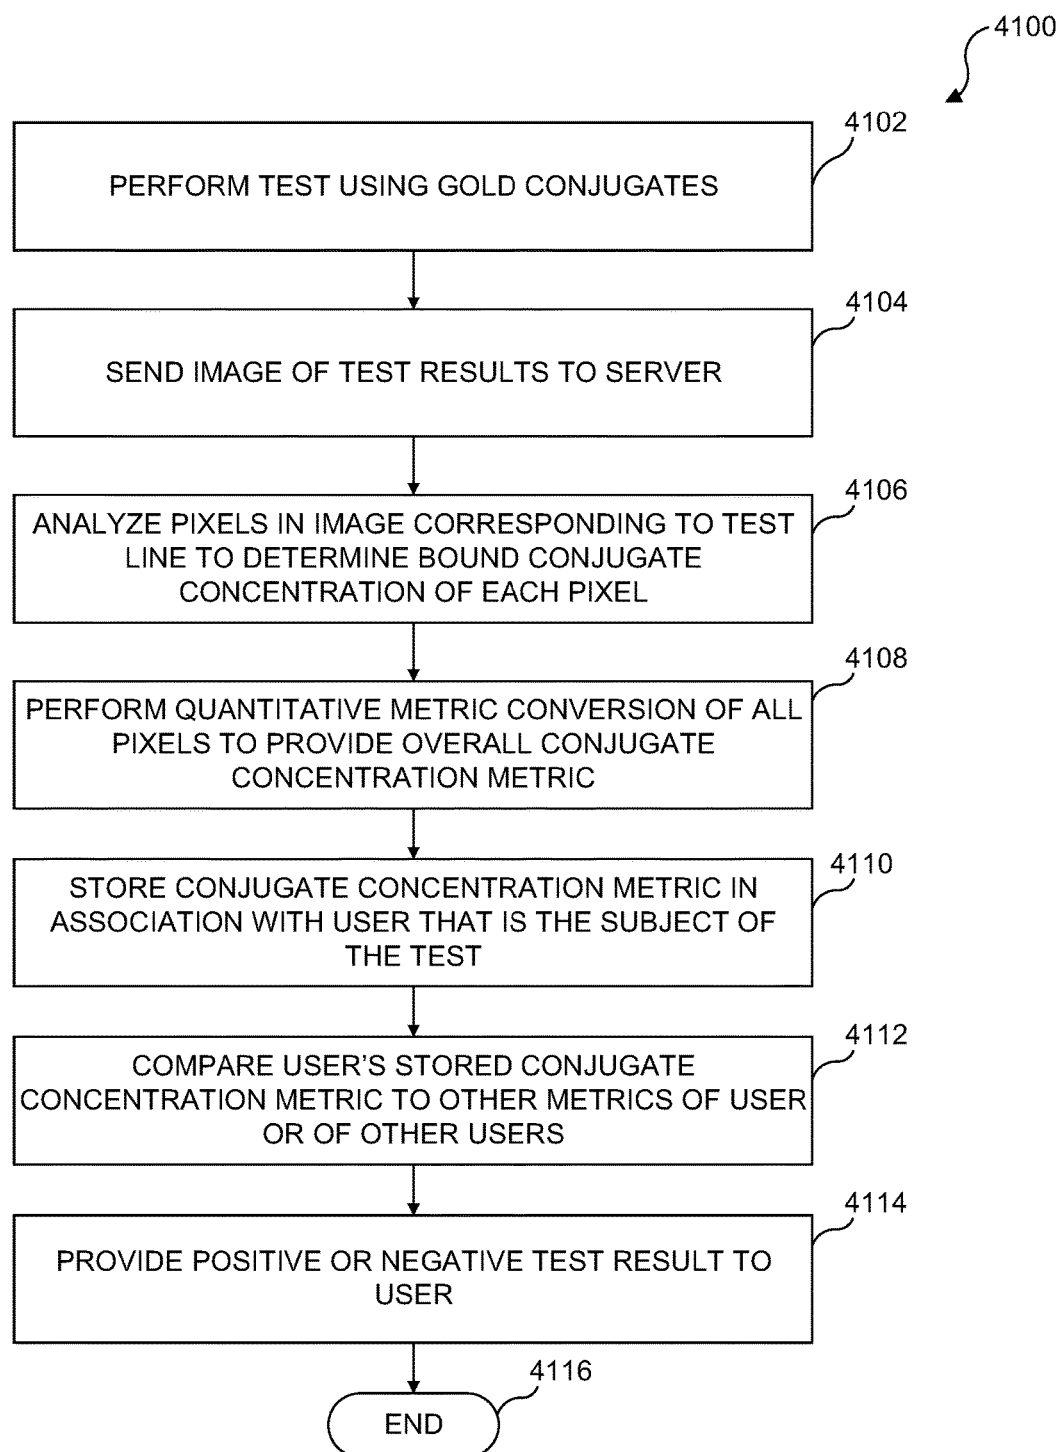 4100
4102
PERFORM TEST USING GOLD CONJUGATES
4104
SEND IMAGE OF TEST RESULTS TO SERVER
4106
ANALYZE PIXELS IN IMAGE CORRESPONDING TO TEST
LINE TO DETERMINE BOUND CONJUGATE
CONCENTRATION OF EACH PIXEL
4108
PERFORM QUANTITATIVE METRIC CONVERSION OF ALL
PIXELS TO PROVIDE OVERALL CONJUGATE
CONCENTRATION METRIC
4110
STORE CONJUGATE CONCENTRATION METRIC IN
ASSOCIATION WITH USER THAT IS THE SUBJECT OF
THE TEST
4112
COMPARE USER'S STORED CONJUGATE
CONCENTRATION METRIC TO OTHER METRICS OF USER
OR OF OTHER USERS
4114
PROVIDE POSITIVE OR NEGATIVE TEST RESULT TO
USER
4116
END